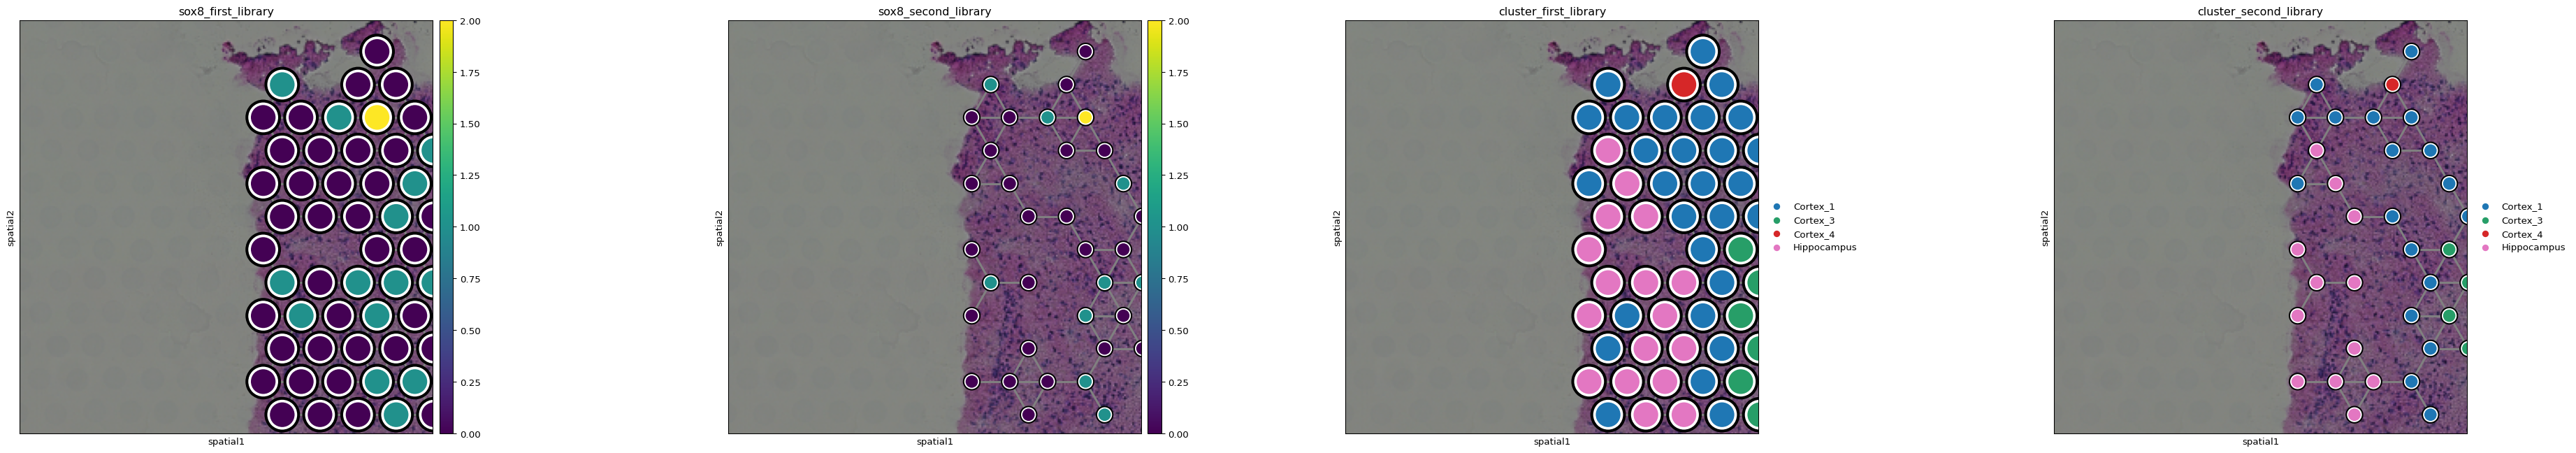 sox8_first_library
spatial2
spatial1
2.00
1.75
1.50
1.25
1.00
0.75
0.50
0.25
0.00
sox8_second_library
spatial2
spatial1
2.00
1.75
1.50
1.25
1.00
0.75
0.50
0.25
0.00
cluster_first_library
spatial2
spatial1
Cortex_1
Cortex_3
Cortex_4
Hippocampus
cluster_second_library
spatial2
spatial1
Cortex_1
Cortex_3
Cortex_4
Hippocampus